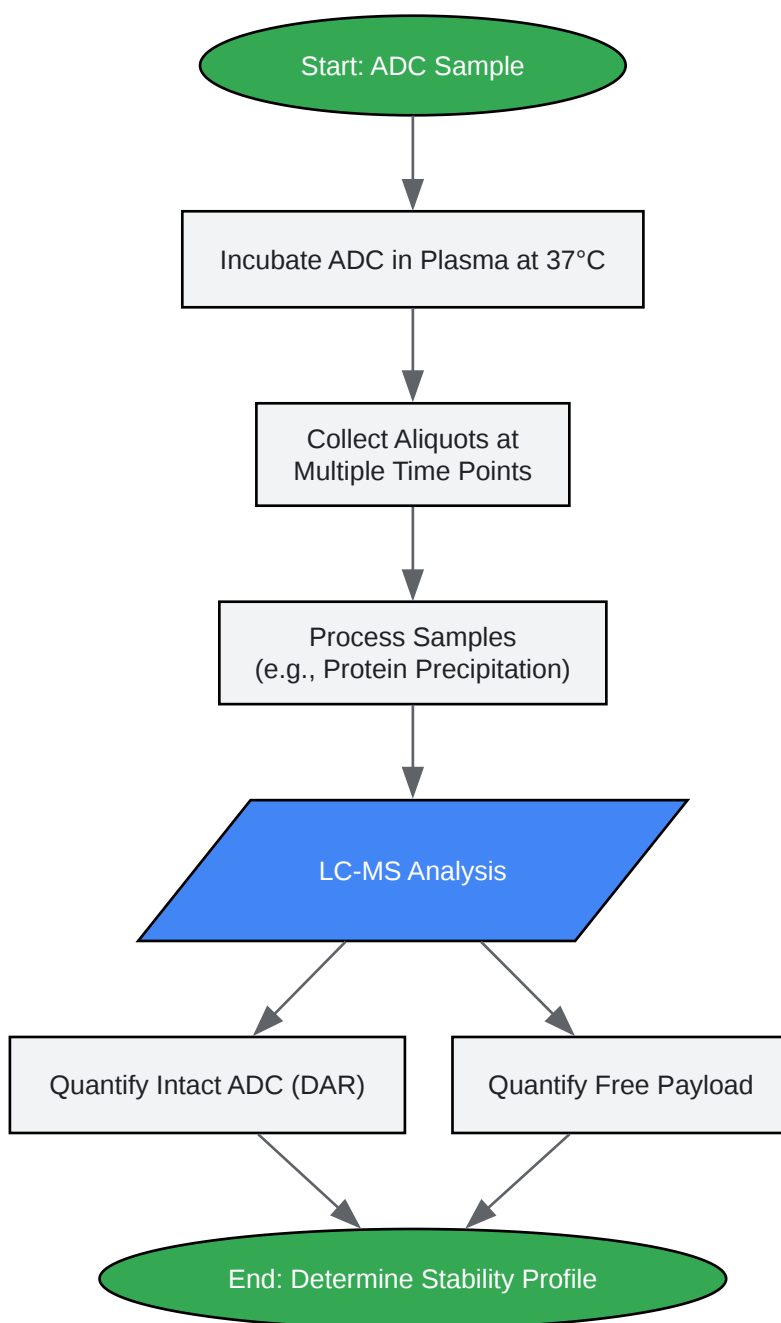 Start: ADC Sample
Incubate ADC in Plasma at 37°C
Collect Aliquots at
Multiple Time Points
Process Samples
(e.g., Protein Precipitation)
LC-MS Analysis
Quantify Intact ADC (DAR)
Quantify Free Payload
End: Determine Stability Profile